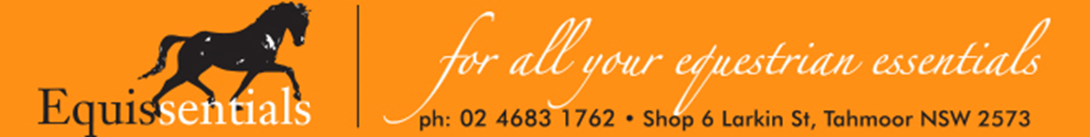 Equissentials
for all your equestrian essentials
ph: 02 4683 1762 • Shop 6 Larkin St, Tahmoor NSW 2573